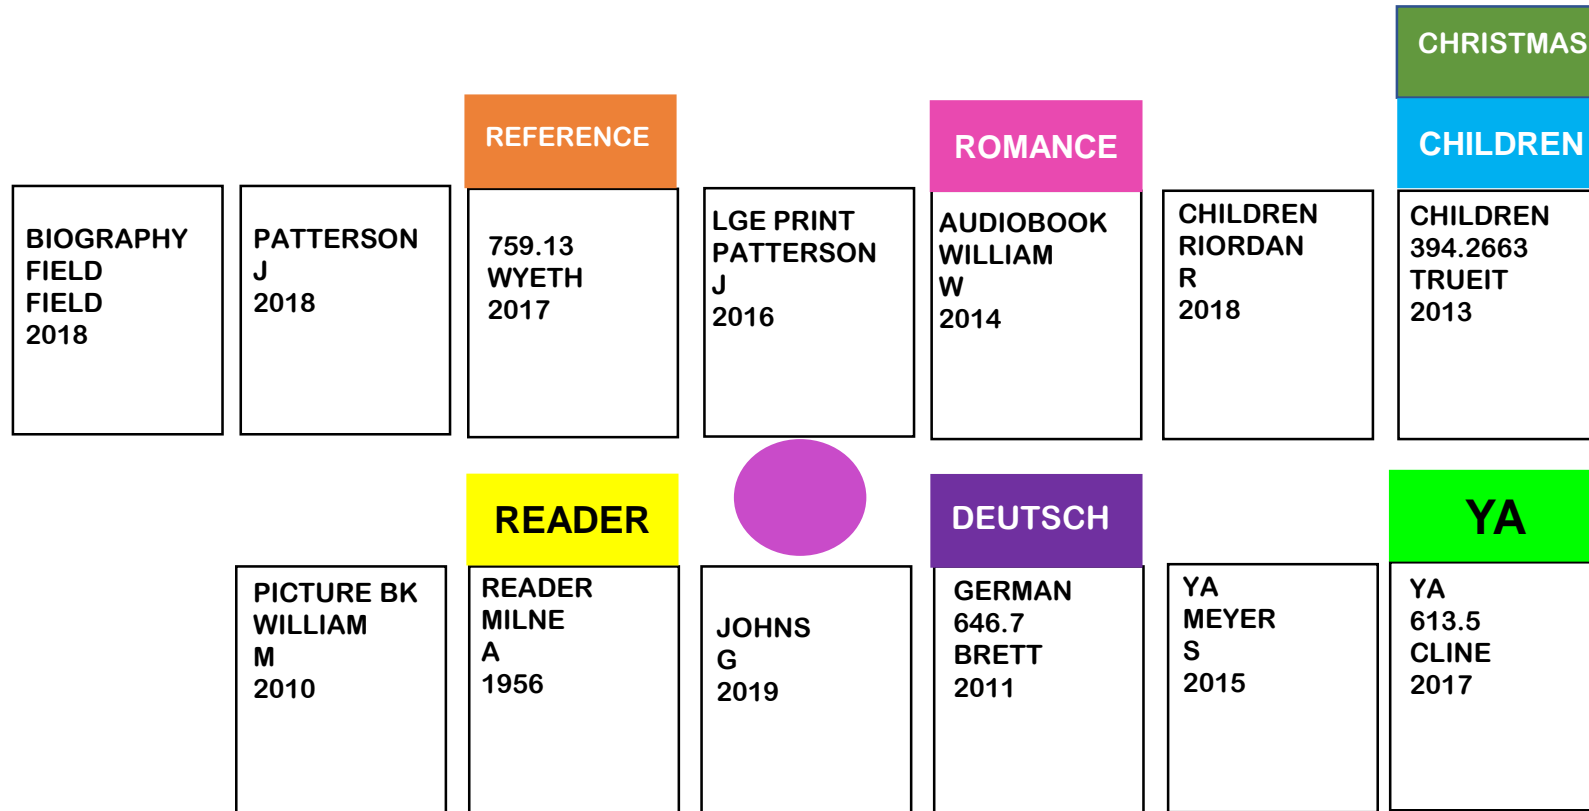 CHRISTMAS
REFERENCE
ROMANCE
CHILDREN
BIOGRAPHY
FIELD
FIELD
2018
PATTERSON
J
2018
759.13
WYETH
2017
LGE PRINT
PATTERSON
J
2016
AUDIOBOOK
WILLIAM
W
2014
CHILDREN
RIORDAN
R
2018
CHILDREN
394.2663
TRUEIT
2013
READER
DEUTSCH
YA
PICTURE BK
WILLIAM
M
2010
READER
MILNE
A
1956
JOHNS
G
2019
GERMAN
646.7
BRETT
2011
YA
MEYER
S
2015
YA
613.5
CLINE
2017